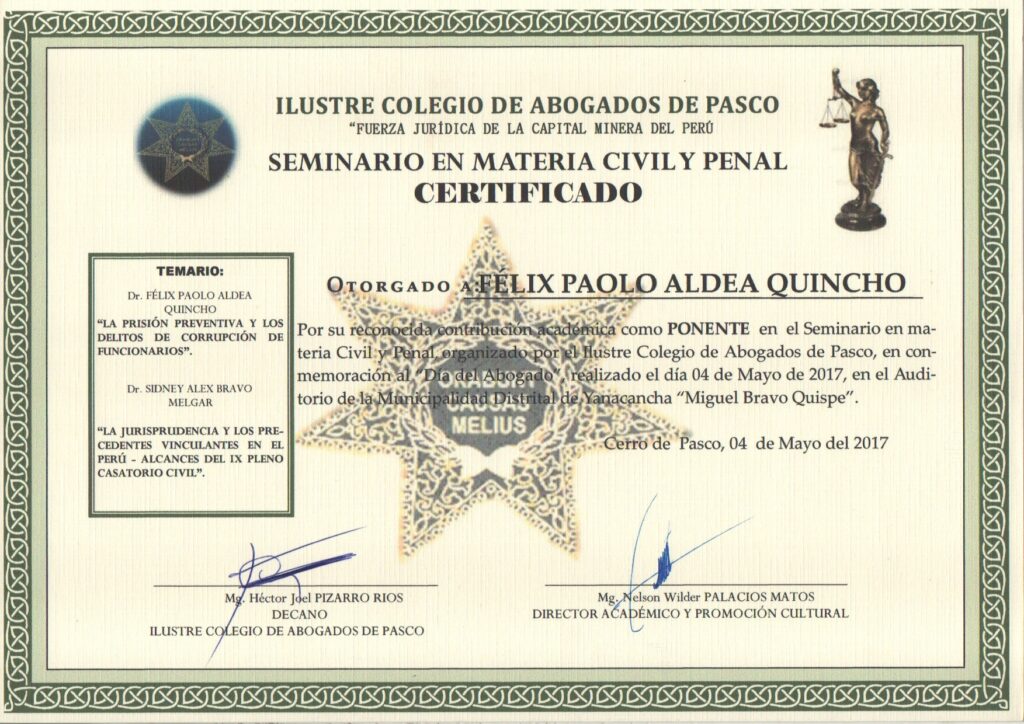 ILUSTRE COLEGIO DE ABOGADOS DE PASCO
“FUERZA JURÍDICA DE LA CAPITAL MINERA DEL PERÚ
SEMINARIO EN MATERIA CIVIL Y PENAL
CERTIFICADO
TEMARIO:
Dr. FÉLIX PAOLO ALDEA
QUINCHO
“LA PRISIÓN PREVENTIVA Y LOS
DELITOS DE CORRUPCIÓN DE
FUNCIONARIOS”.
Dr. SIDNEY ALEX BRAVO
MELGAR
“LA JURISPRUDENCIA Y LOS PRE-
CEDENTES VINCULANTES EN EL
PERÚ - ALCANCES DEL IX PLENO
CASATORIO CIVIL”.
OTORGADO A: FÉLIX PAOLO ALDEA QUINCHO
Por su reconocida contribución académica como PONENTE en el Seminario en ma-
teria Civil y Penal, organizado por el Ilustre Colegio de Abogados de Pasco, en con-
memoración al “Día del Abogado”, realizado el día 04 de Mayo de 2017, en el Audi-
torio de la Municipalidad Distrital de Yanacancha “Miguel Bravo Quispe”.
MELIUS
Cerro de Pasco, 04 de Mayo del 2017
Mg. Héctor Joel PIZARRO RIOS
DECANO
ILUSTRE COLEGIO DE ABOGADOS DE PASCO
Mg. Nelson Wilder PALACIOS MATOS
DIRECTOR ACADÉMICO Y PROMOCIÓN CULTURAL